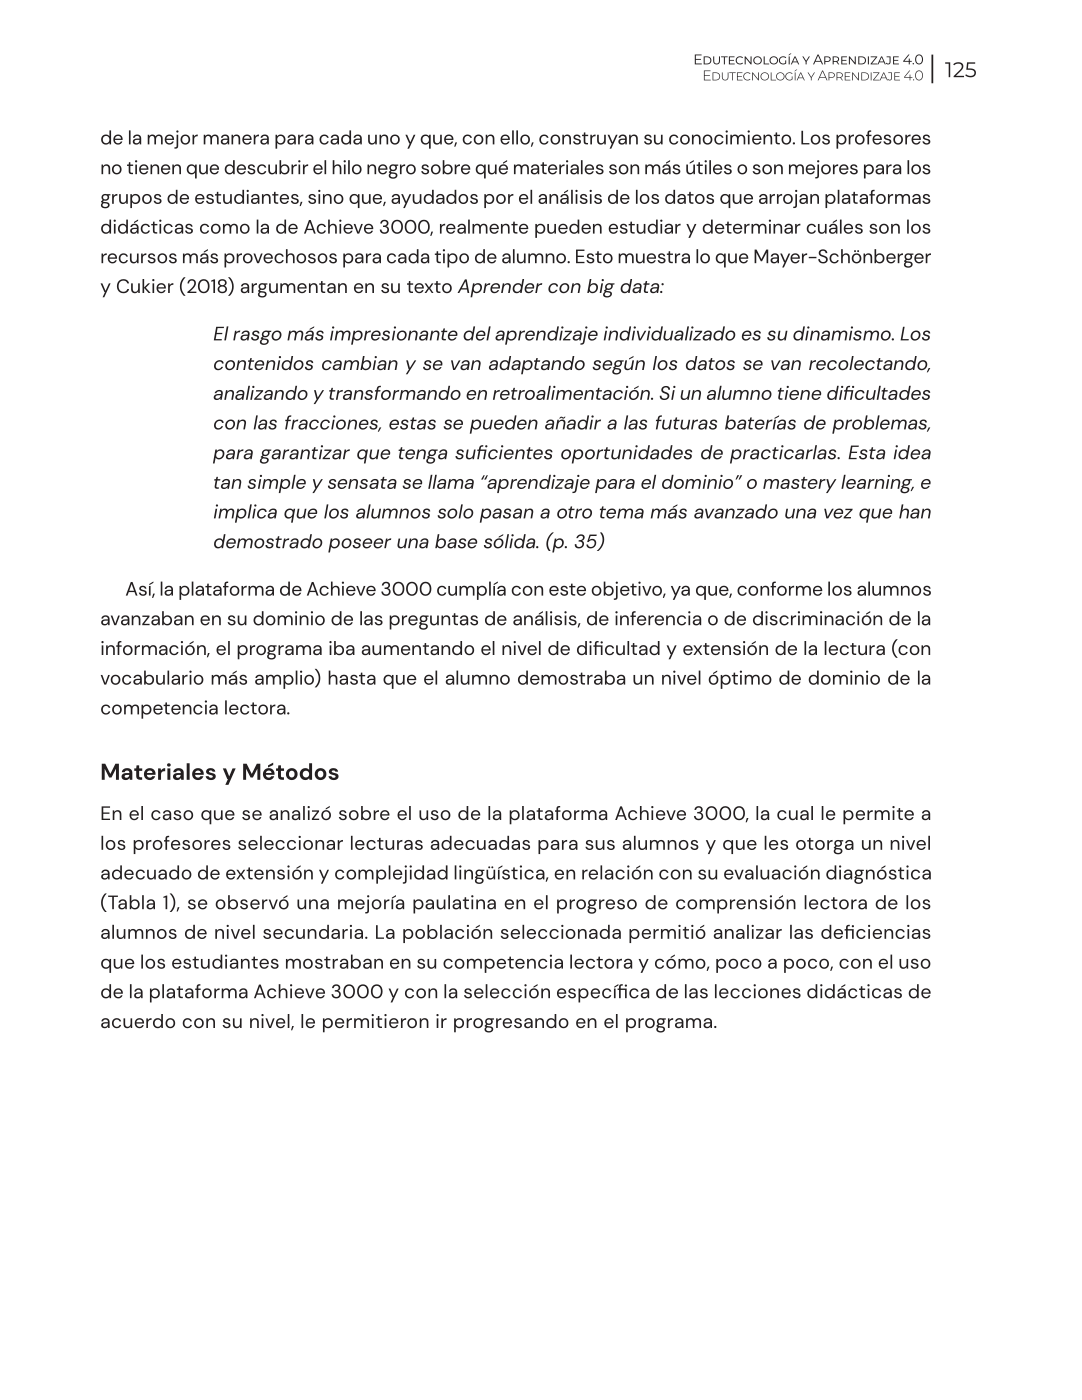 Edutecnología y Aprendizaje 4.0
Edutecnología y Aprendizaje 4.0
125
de la mejor manera para cada uno y que, con ello, construyan su conocimiento. Los profesores
no tienen que descubrir el hilo negro sobre qué materiales son más útiles o son mejores para los
grupos de estudiantes, sino que, ayudados por el análisis de los datos que arrojan plataformas
didácticas como la de Achieve 3000, realmente pueden estudiar y determinar cuáles son los
recursos más provechosos para cada tipo de alumno. Esto muestra lo que Mayer-Schönberger
y Cukier (2018) argumentan en su texto Aprender con big data:
El rasgo más impresionante del aprendizaje individualizado es su dinamismo. Los
contenidos cambian y se van adaptando según los datos se van recolectando,
analizando y transformando en retroalimentación. Si un alumno tiene dificultades
con las fracciones, estas se pueden añadir a las futuras baterías de problemas,
para garantizar que tenga suficientes oportunidades de practicarlas. Esta idea
tan simple y sensata se llama “aprendizaje para el dominio” o mastery learning, e
implica que los alumnos solo pasan a otro tema más avanzado una vez que han
demostrado poseer una base sólida. (p. 35)
Así, la plataforma de Achieve 3000 cumplía con este objetivo, ya que, conforme los alumnos
avanzaban en su dominio de las preguntas de análisis, de inferencia o de discriminación de la
información, el programa iba aumentando el nivel de dificultad y extensión de la lectura (con
vocabulario más amplio) hasta que el alumno demostraba un nivel óptimo de dominio de la
competencia lectora.
Materiales y Métodos
En el caso que se analizó sobre el uso de la plataforma Achieve 3000, la cual le permite a
los profesores seleccionar lecturas adecuadas para sus alumnos y que les otorga un nivel
adecuado de extensión y complejidad lingüística, en relación con su evaluación diagnóstica
(Tabla 1), se observó una mejoría paulatina en el progreso de comprensión lectora de los
alumnos de nivel secundaria. La población seleccionada permitió analizar las deficiencias
que los estudiantes mostraban en su competencia lectora y cómo, poco a poco, con el uso
de la plataforma Achieve 3000 y con la selección específica de las lecciones didácticas de
acuerdo con su nivel, le permitieron ir progresando en el programa.